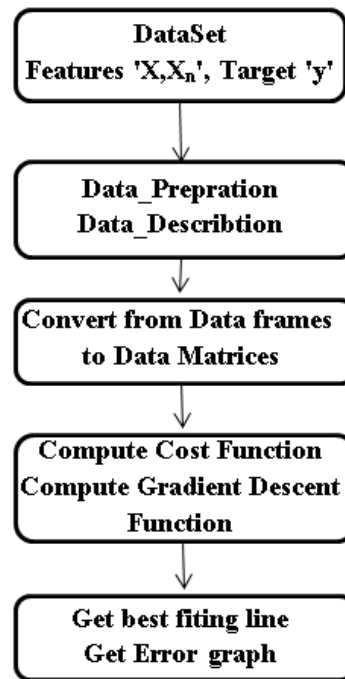 DataSet
Features 'X,Xn', Target 'y'
Data_Prepration
Data_Describtion
Convert from Data frames
to Data Matrices
Compute Cost Function
Compute Gradient Descent
Function
Get best fiting line
Get Error graph